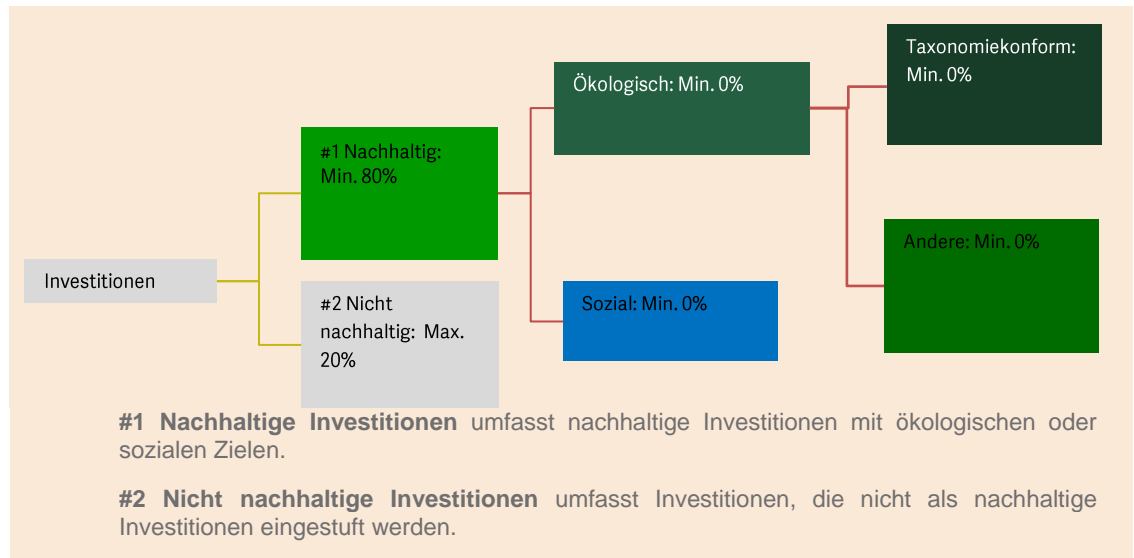 Taxonomiekonform:
Min. 0%
Ökologisch: Min. 0%
#1 Nachhaltig:
Min. 80%
Andere: Min. 0%
Investitionen
#2 Nicht
nachhaltig: Max.
20%
Sozial: Min. 0%
#1 Nachhaltige Investitionen umfasst nachhaltige Investitionen mit ökologischen oder
sozialen Zielen.
#2 Nicht nachhaltige Investitionen umfasst Investitionen, die nicht als nachhaltige
Investitionen eingestuft werden.